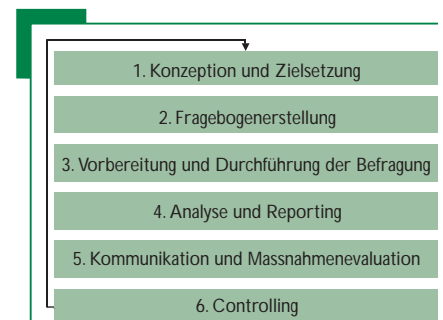 1. Konzeption und Zielsetzung
2. Fragebogenerstellung
3. Vorbereitung und Durchführung der Befragung
4. Analyse und Reporting
5. Kommunikation und Massnahmenevaluation
6. Controlling